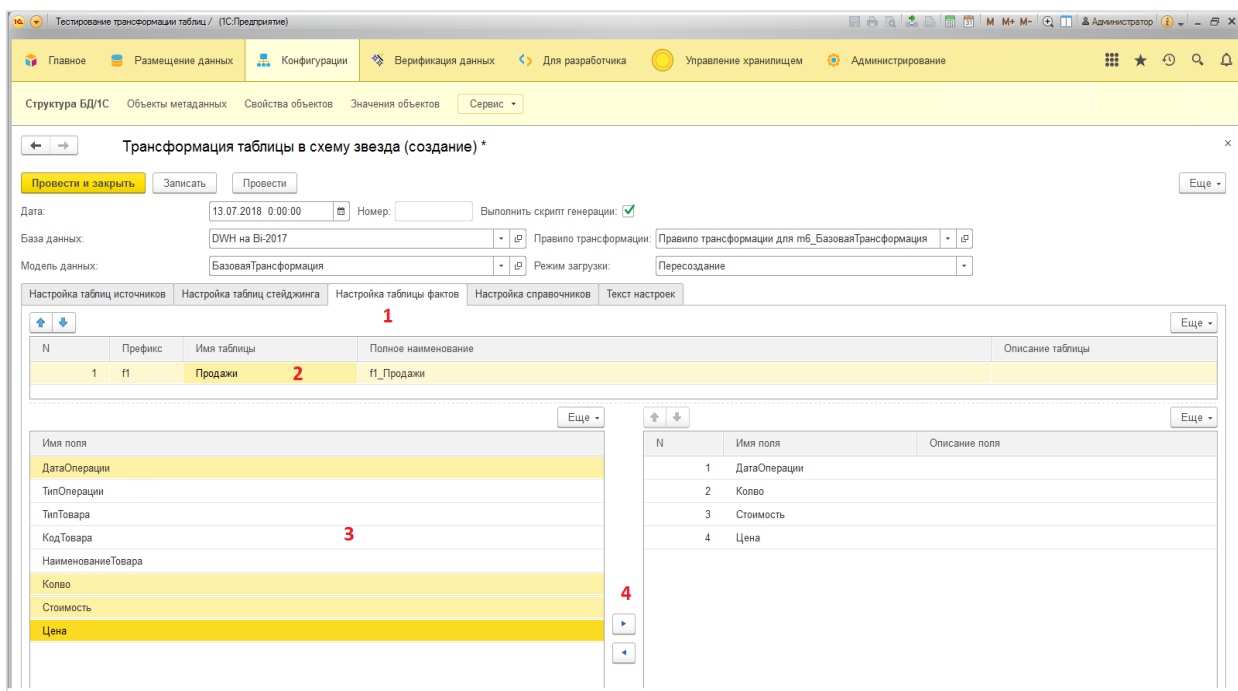 1С Тестирование трансформации таблиц / (1С:Предприятие) M M+ M- Администратор
Главное Размещение данных Конфигурации Верификация данных Для разработчика Управление хранилищем Администрирование
Структура БД/1С Объекты метаданных Свойства объектов Значения объектов Сервис
Трансформация таблицы в схему звезда (создание) *
Провести и закрыть Записать Провести Еще
Дата: 13.07.2018 0:00:00 Номер: Выполнить скрипт генерации:
База данных: DWH на Bi-2017 Правило трансформации: Правило трансформации для m6_БазоваяТрансформация
Модель данных: БазоваяТрансформация Режим загрузки: Пересоздание
Настройка таблиц источников Настройка таблиц стейджинга Настройка таблицы фактов Настройка справочников Текст настроек
1
Еще
N Префикс Имя таблицы Полное наименование Описание таблицы
1 f1 Продажи 2 f1_Продажи
Еще Еще
Имя поля N Имя поля Описание поля
ДатаОперации 1 ДатаОперации
ТипОперации 2 Колво
ТипТовара 3 Стоимость
КодТовара 3 4 Цена
НаименованиеТовара
Колво
4
Стоимость
Цена